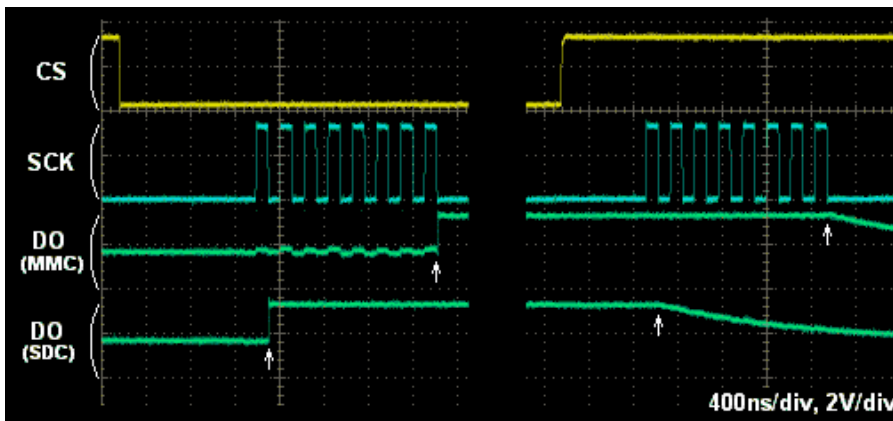 CS
SCK
DO
(MMC)
DO
(SDC)
400ns/div, 2V/div